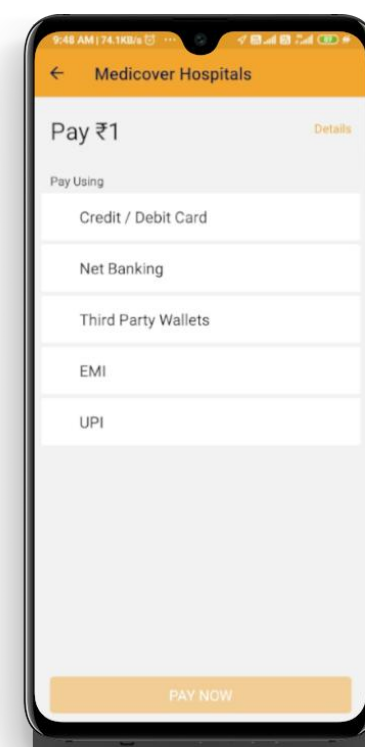 9:48 AM | 74.1KB/s
← Medicover Hospitals
Pay ₹1
Details
Pay Using
Credit / Debit Card
Net Banking
Third Party Wallets
EMI
UPI
PAY NOW